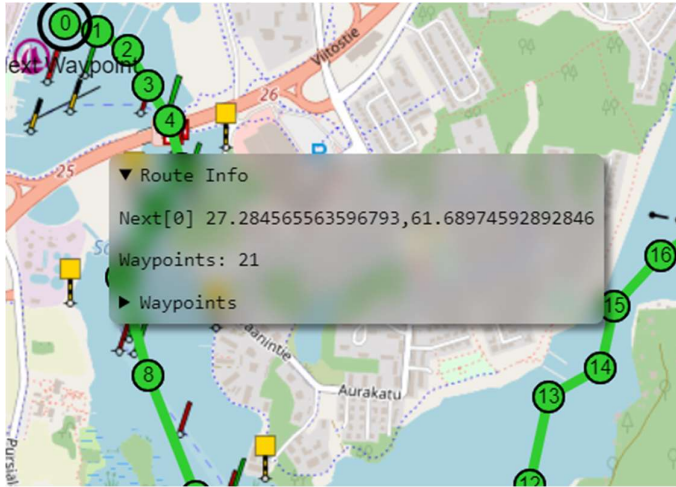 0
1
2
ext Waypoint
3
4
Viitostie
26
25
P
▼ Route Info
Next[0] 27.284565563596793,61.68974592892846
Waypoints: 21
▶ Waypoints
16
15
14
13
12
8
aanintie
Aurakatu
Pursial